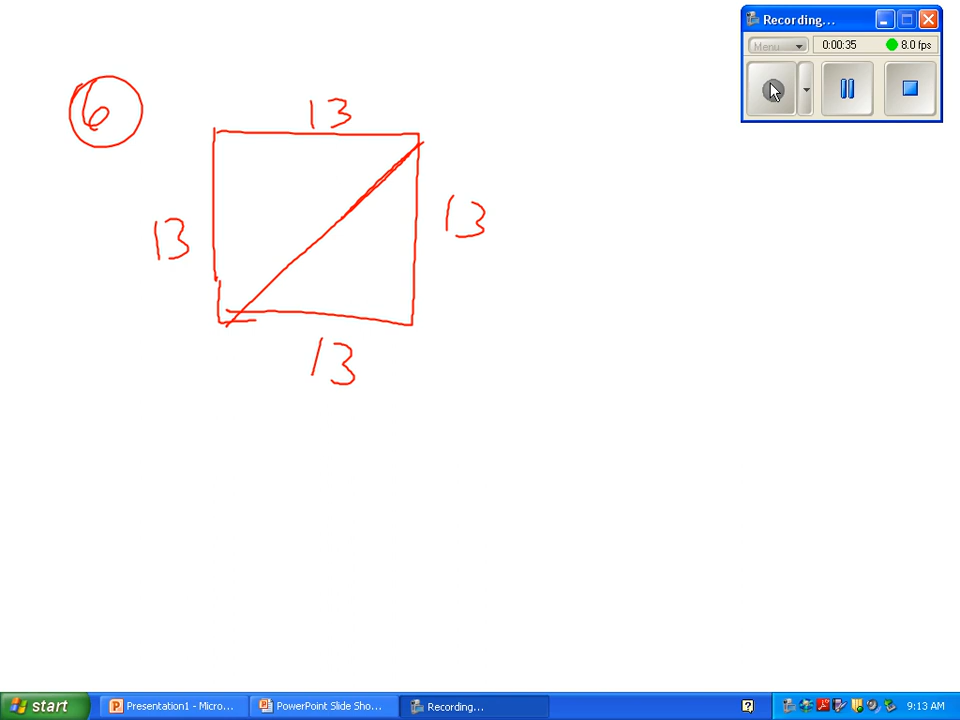 Recording...
Menu
0:00:35
8.0 fps
6
13
13
13
13
start
Presentation1 - Micro...
PowerPoint Slide Sho...
Recording...
9:13 AM